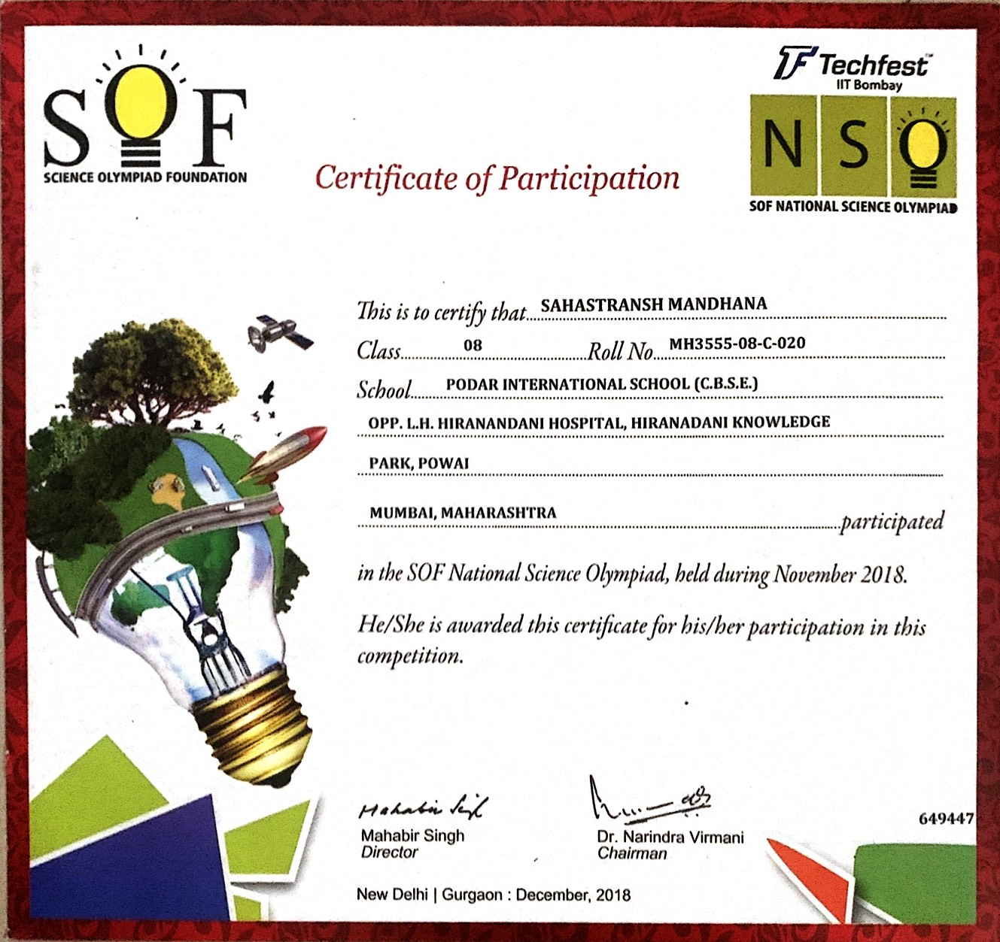 SOF
SCIENCE OLYMPIAD FOUNDATION
TF Techfest™
IIT Bombay
NSO
SOF NATIONAL SCIENCE OLYMPIAD
Certificate of Participation
This is to certify that SAHASTRANSH MANDHANA
Class 08 Roll No. MH3555-08-C-020
School PODAR INTERNATIONAL SCHOOL (C.B.S.E.)
OPP. L.H. HIRANANDANI HOSPITAL, HIRANADANI KNOWLEDGE
PARK, POWAI
MUMBAI, MAHARASHTRA participated
in the SOF National Science Olympiad, held during November 2018.
He/She is awarded this certificate for his/her participation in this
competition.
Mahabir Singh
Mahabir Singh
Director
Dr. Narindra Virmani
Chairman
649447
New Delhi | Gurgaon : December, 2018